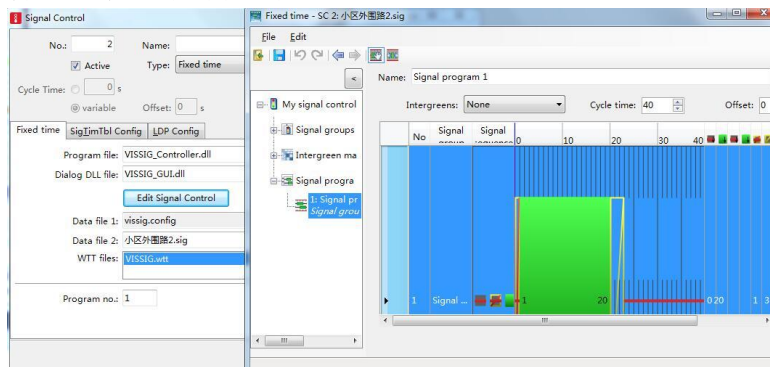 Signal Control
No.: 2 Name:
Active Type: Fixed time
Cycle Time: 0 s
variable Offset: 0 s
Fixed time SigTimTbl Config LDP Config
Program file: VISSIG_Controller.dll
Dialog DLL file: VISSIG_GUI.dll
Edit Signal Control
Data file 1: vissig.config
Data file 2: 小区外围路2.sig
WTT files: VISSIG.wtt
Program no.: 1
Fixed time - SC 2: 小区外围路2.sig
File Edit
<
Name: Signal program 1
My signal control
Signal groups
Intergreen ma
Signal progra
1: Signal pr
Signal grou
Intergreens: None Cycle time: 40 Offset: 0
No Signal Signal 0 10 20 30 40
1 Signal ... 1 20 0 20 1 3